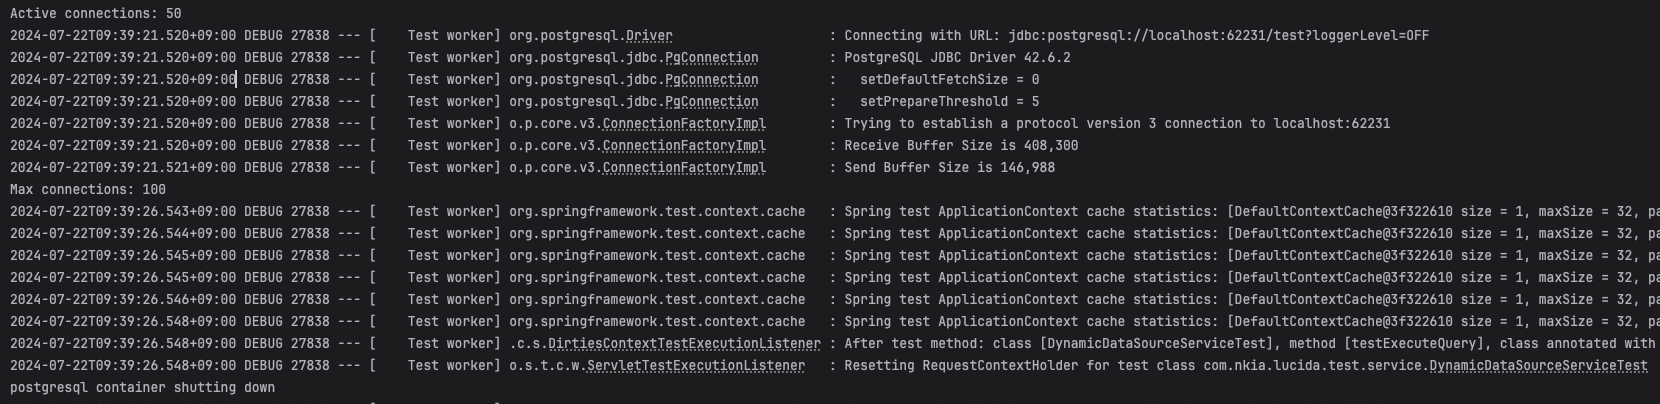 Active connections: 50
2024-07-22T09:39:21.520+09:00 DEBUG 27838 --- [    Test worker] org.postgresql.Driver                    : Connecting with URL: jdbc:postgresql://localhost:62231/test?loggerLevel=OFF
2024-07-22T09:39:21.520+09:00 DEBUG 27838 --- [    Test worker] org.postgresql.jdbc.PgConnection         : PostgreSQL JDBC Driver 42.6.2
2024-07-22T09:39:21.520+09:00 DEBUG 27838 --- [    Test worker] org.postgresql.jdbc.PgConnection         :   setDefaultFetchSize = 0
2024-07-22T09:39:21.520+09:00 DEBUG 27838 --- [    Test worker] org.postgresql.jdbc.PgConnection         :   setPrepareThreshold = 5
2024-07-22T09:39:21.520+09:00 DEBUG 27838 --- [    Test worker] o.p.core.v3.ConnectionFactoryImpl        : Trying to establish a protocol version 3 connection to localhost:62231
2024-07-22T09:39:21.520+09:00 DEBUG 27838 --- [    Test worker] o.p.core.v3.ConnectionFactoryImpl        : Receive Buffer Size is 408,300
2024-07-22T09:39:21.521+09:00 DEBUG 27838 --- [    Test worker] o.p.core.v3.ConnectionFactoryImpl        : Send Buffer Size is 146,988
Max connections: 100
2024-07-22T09:39:26.543+09:00 DEBUG 27838 --- [    Test worker] org.springframework.test.context.cache   : Spring test ApplicationContext cache statistics: [DefaultContextCache@3f322610 size = 1, maxSize = 32, pa
2024-07-22T09:39:26.544+09:00 DEBUG 27838 --- [    Test worker] org.springframework.test.context.cache   : Spring test ApplicationContext cache statistics: [DefaultContextCache@3f322610 size = 1, maxSize = 32, pa
2024-07-22T09:39:26.545+09:00 DEBUG 27838 --- [    Test worker] org.springframework.test.context.cache   : Spring test ApplicationContext cache statistics: [DefaultContextCache@3f322610 size = 1, maxSize = 32, pa
2024-07-22T09:39:26.545+09:00 DEBUG 27838 --- [    Test worker] org.springframework.test.context.cache   : Spring test ApplicationContext cache statistics: [DefaultContextCache@3f322610 size = 1, maxSize = 32, pa
2024-07-22T09:39:26.546+09:00 DEBUG 27838 --- [    Test worker] org.springframework.test.context.cache   : Spring test ApplicationContext cache statistics: [DefaultContextCache@3f322610 size = 1, maxSize = 32, pa
2024-07-22T09:39:26.548+09:00 DEBUG 27838 --- [    Test worker] org.springframework.test.context.cache   : Spring test ApplicationContext cache statistics: [DefaultContextCache@3f322610 size = 1, maxSize = 32, pa
2024-07-22T09:39:26.548+09:00 DEBUG 27838 --- [    Test worker] .c.s.DirtiesContextTestExecutionListener : After test method: class [DynamicDataSourceServiceTest], method [testExecuteQuery], class annotated with
2024-07-22T09:39:26.548+09:00 DEBUG 27838 --- [    Test worker] o.s.t.c.w.ServletTestExecutionListener   : Resetting RequestContextHolder for test class com.nkia.lucida.test.service.DynamicDataSourceServiceTest
postgresql container shutting down